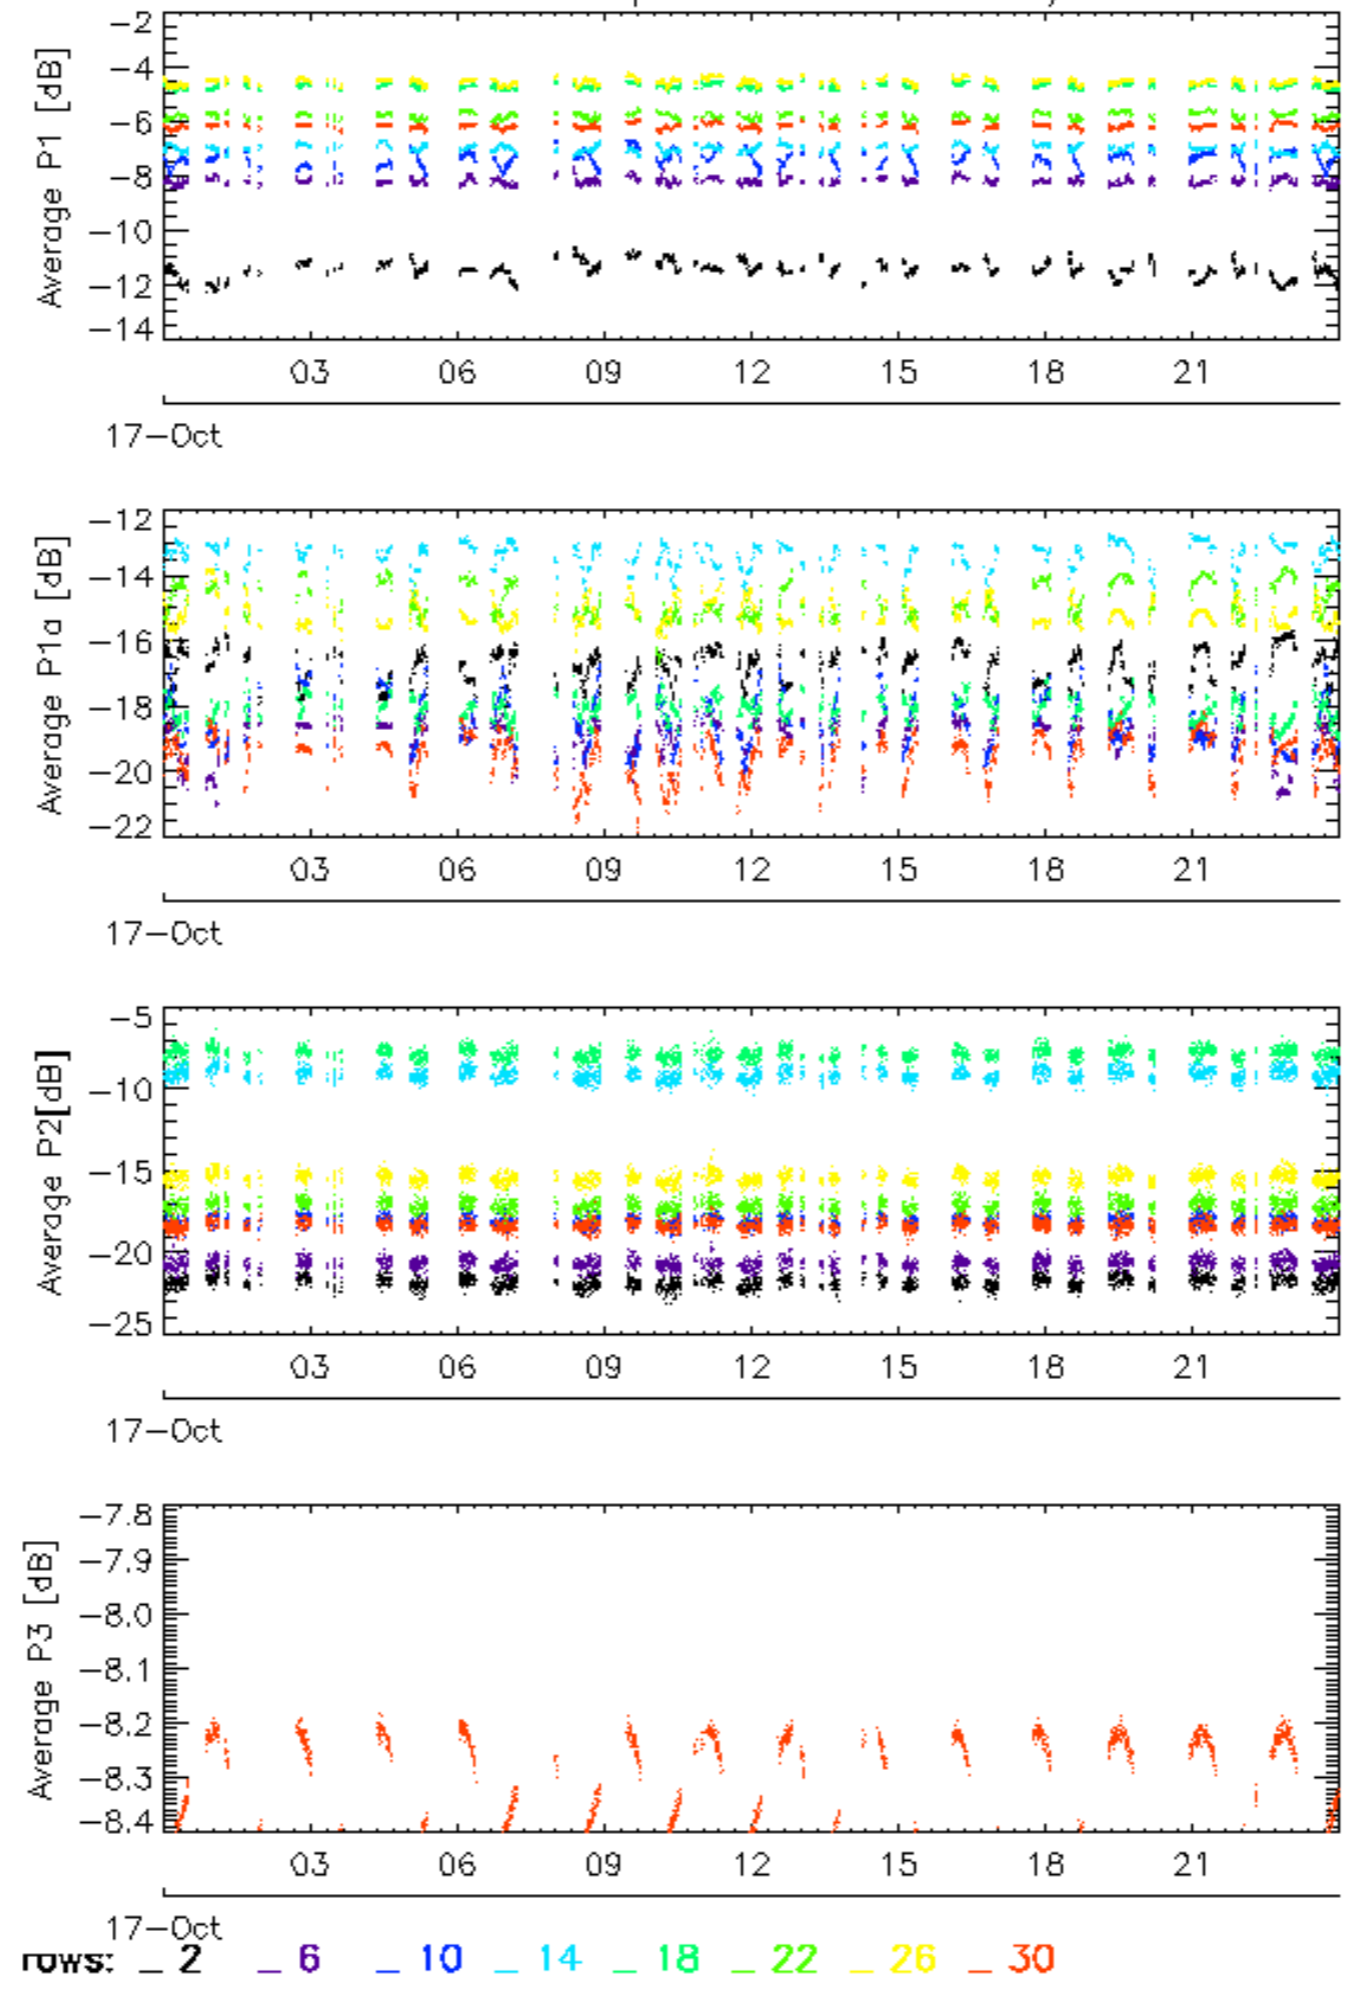 Average P1 [dB]
−2
−4
−6
−8
−10
−12
−14
03 06 09 12 15 18 21
17−Oct
Average P1a [dB]
−12
−14
−16
−18
−20
−22
03 06 09 12 15 18 21
17−Oct
Average P2[dB]
−5
−10
−15
−20
−25
03 06 09 12 15 18 21
17−Oct
Average P3 [dB]
−7.8
−7.9
−8.0
−8.1
−8.2
−8.3
−8.4
03 06 09 12 15 18 21
17−Oct
rows: _ 2 _ 6 _ 10 _ 14 _ 18 _ 22 _ 26 _ 30